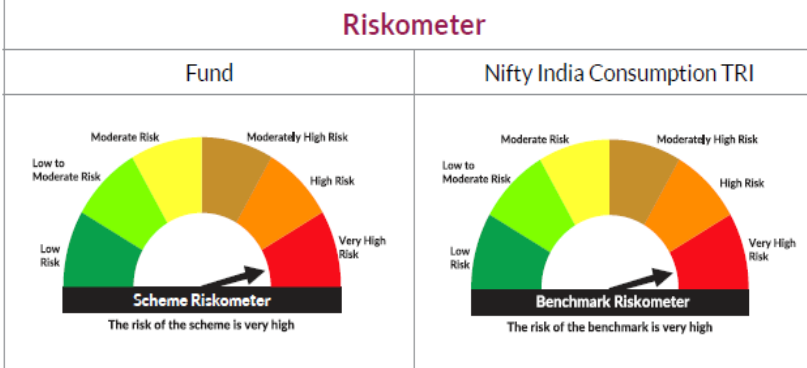 Riskometer
Fund
Nifty India Consumption TRI
Moderate Risk
Moderately High Risk
Low to
Moderate Risk
High Risk
Low
Risk
Very High
Risk
Scheme Riskometer
The risk of the scheme is very high
Moderate Risk
Moderately High Risk
Low to
Moderate Risk
High Risk
Low
Risk
Very High
Risk
Benchmark Riskometer
The risk of the benchmark is very high